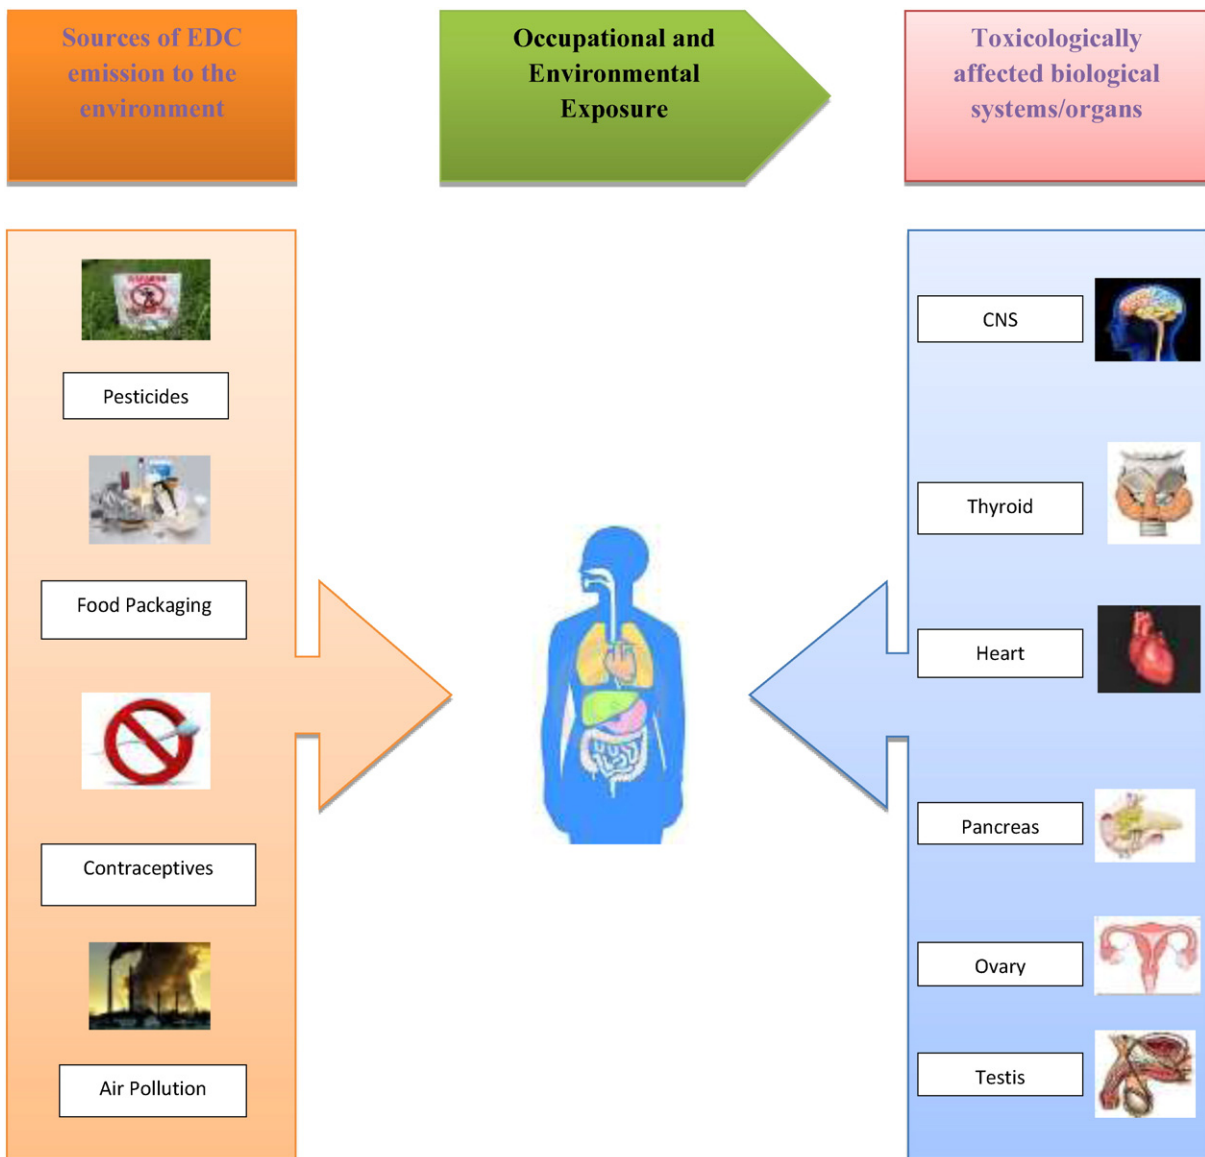 Sources of EDC
emission to the
environment
Occupational and
Environmental
Exposure
Toxicologically
affected biological
systems/organs
Pesticides
Food Packaging
Contraceptives
Air Pollution
CNS
Thyroid
Heart
Pancreas
Ovary
Testis